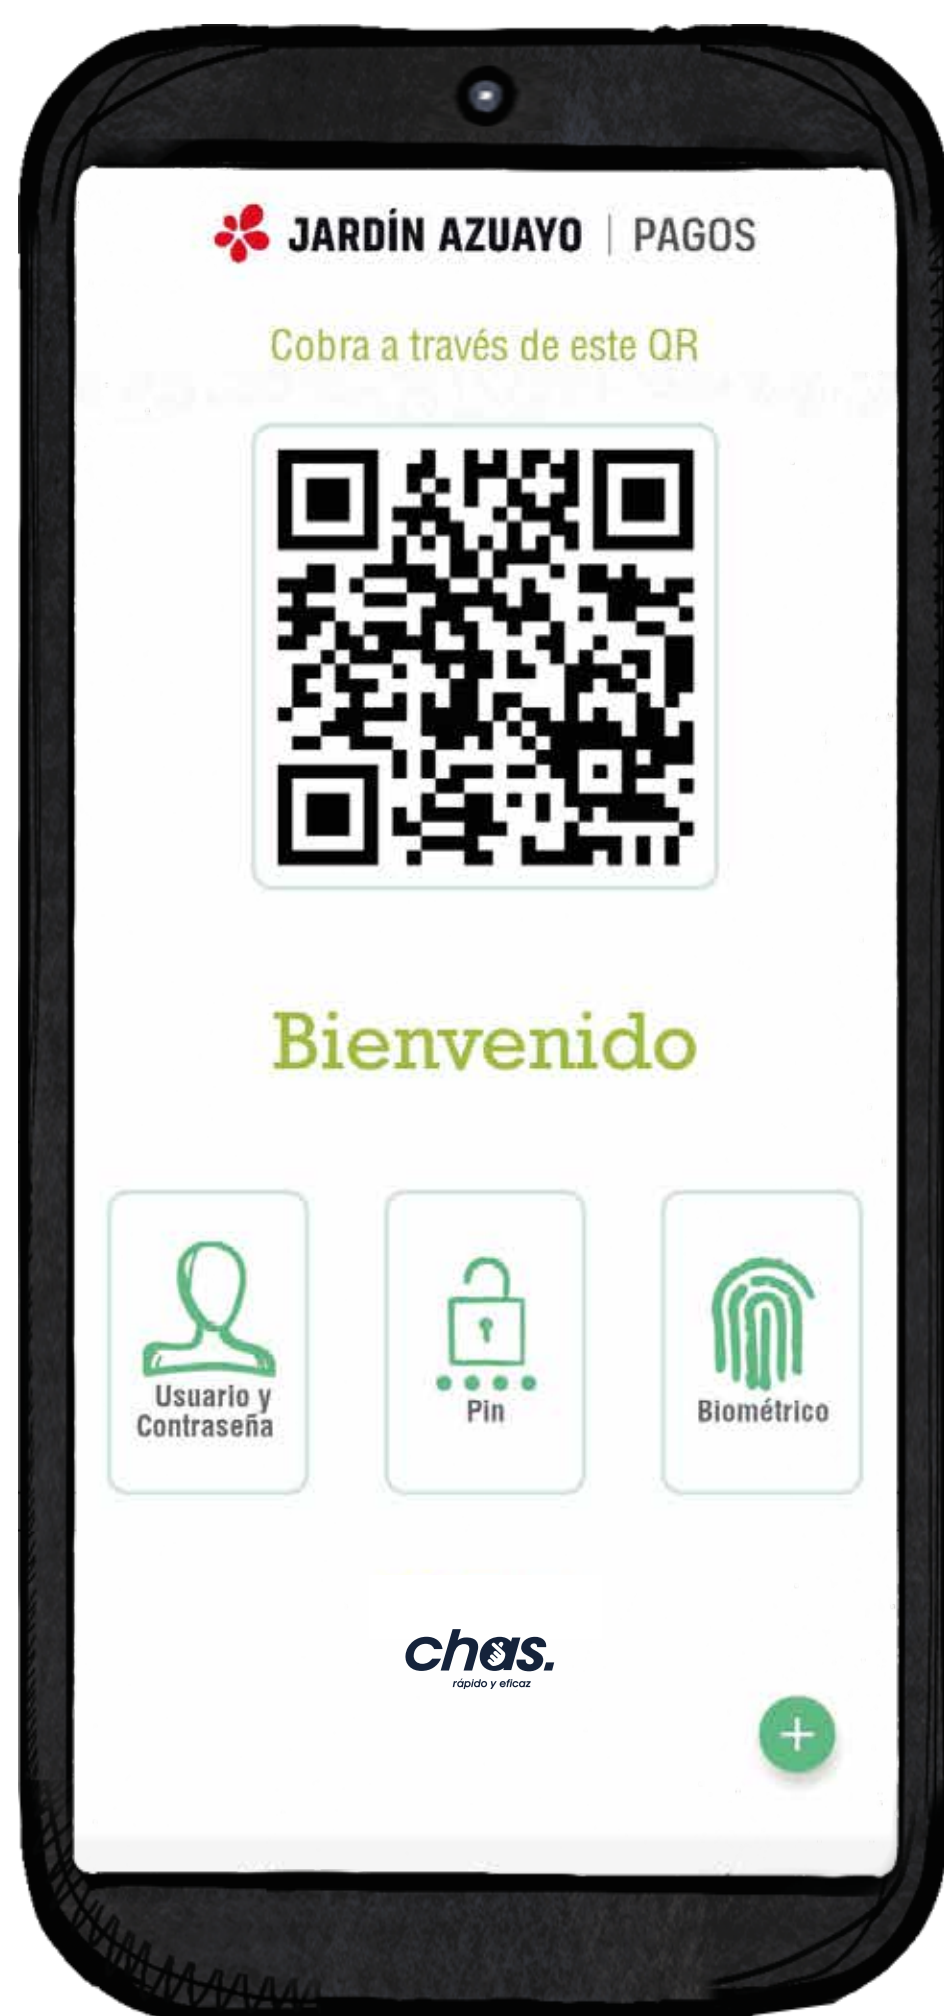 JARDÍN AZUAYO | PAGOS
Cobra a través de este QR
Bienvenido
Usuario y
Contraseña
Pin
Biométrico
chas.
rápido y eficaz